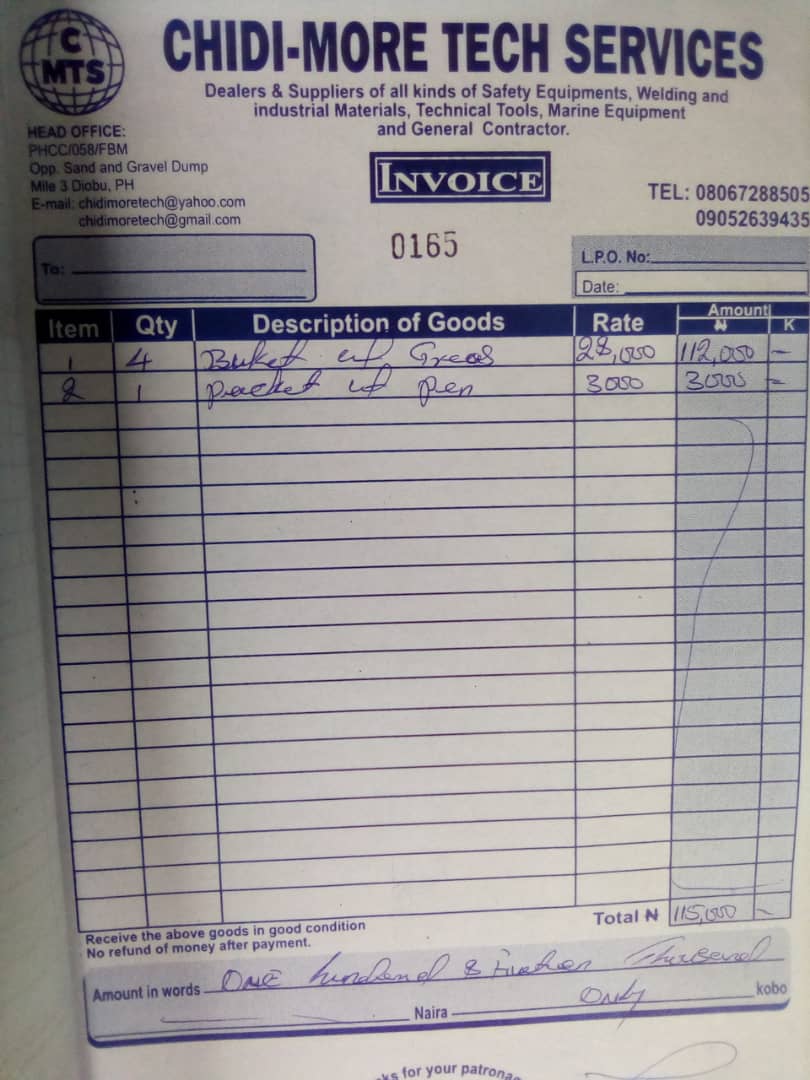 C
MTS
CHIDI-MORE TECH SERVICES
Dealers & Suppliers of all kinds of Safety Equipments, Welding and
industrial Materials, Technical Tools, Marine Equipment
and General Contractor.
HEAD OFFICE:
PHCC/058/FBM
Opp. Sand and Gravel Dump
Mile 3 Diobu, PH
E-mail: chidimoretech@yahoo.com
chidimoretech@gmail.com
INVOICE
TEL: 08067288505
09052639435
0165
To:
L.P.O. No:
Date:
Item Qty Description of Goods Rate Amount
₦ K
1 4 Buket of Greas 28,000 112,000 -
2 1 packet of pen 3000 3000 =
Total ₦ 115,000 -
Receive the above goods in good condition
No refund of money after payment.
Amount in words One hundred & Fifteen Thousand
Only kobo
Naira
for your patrona